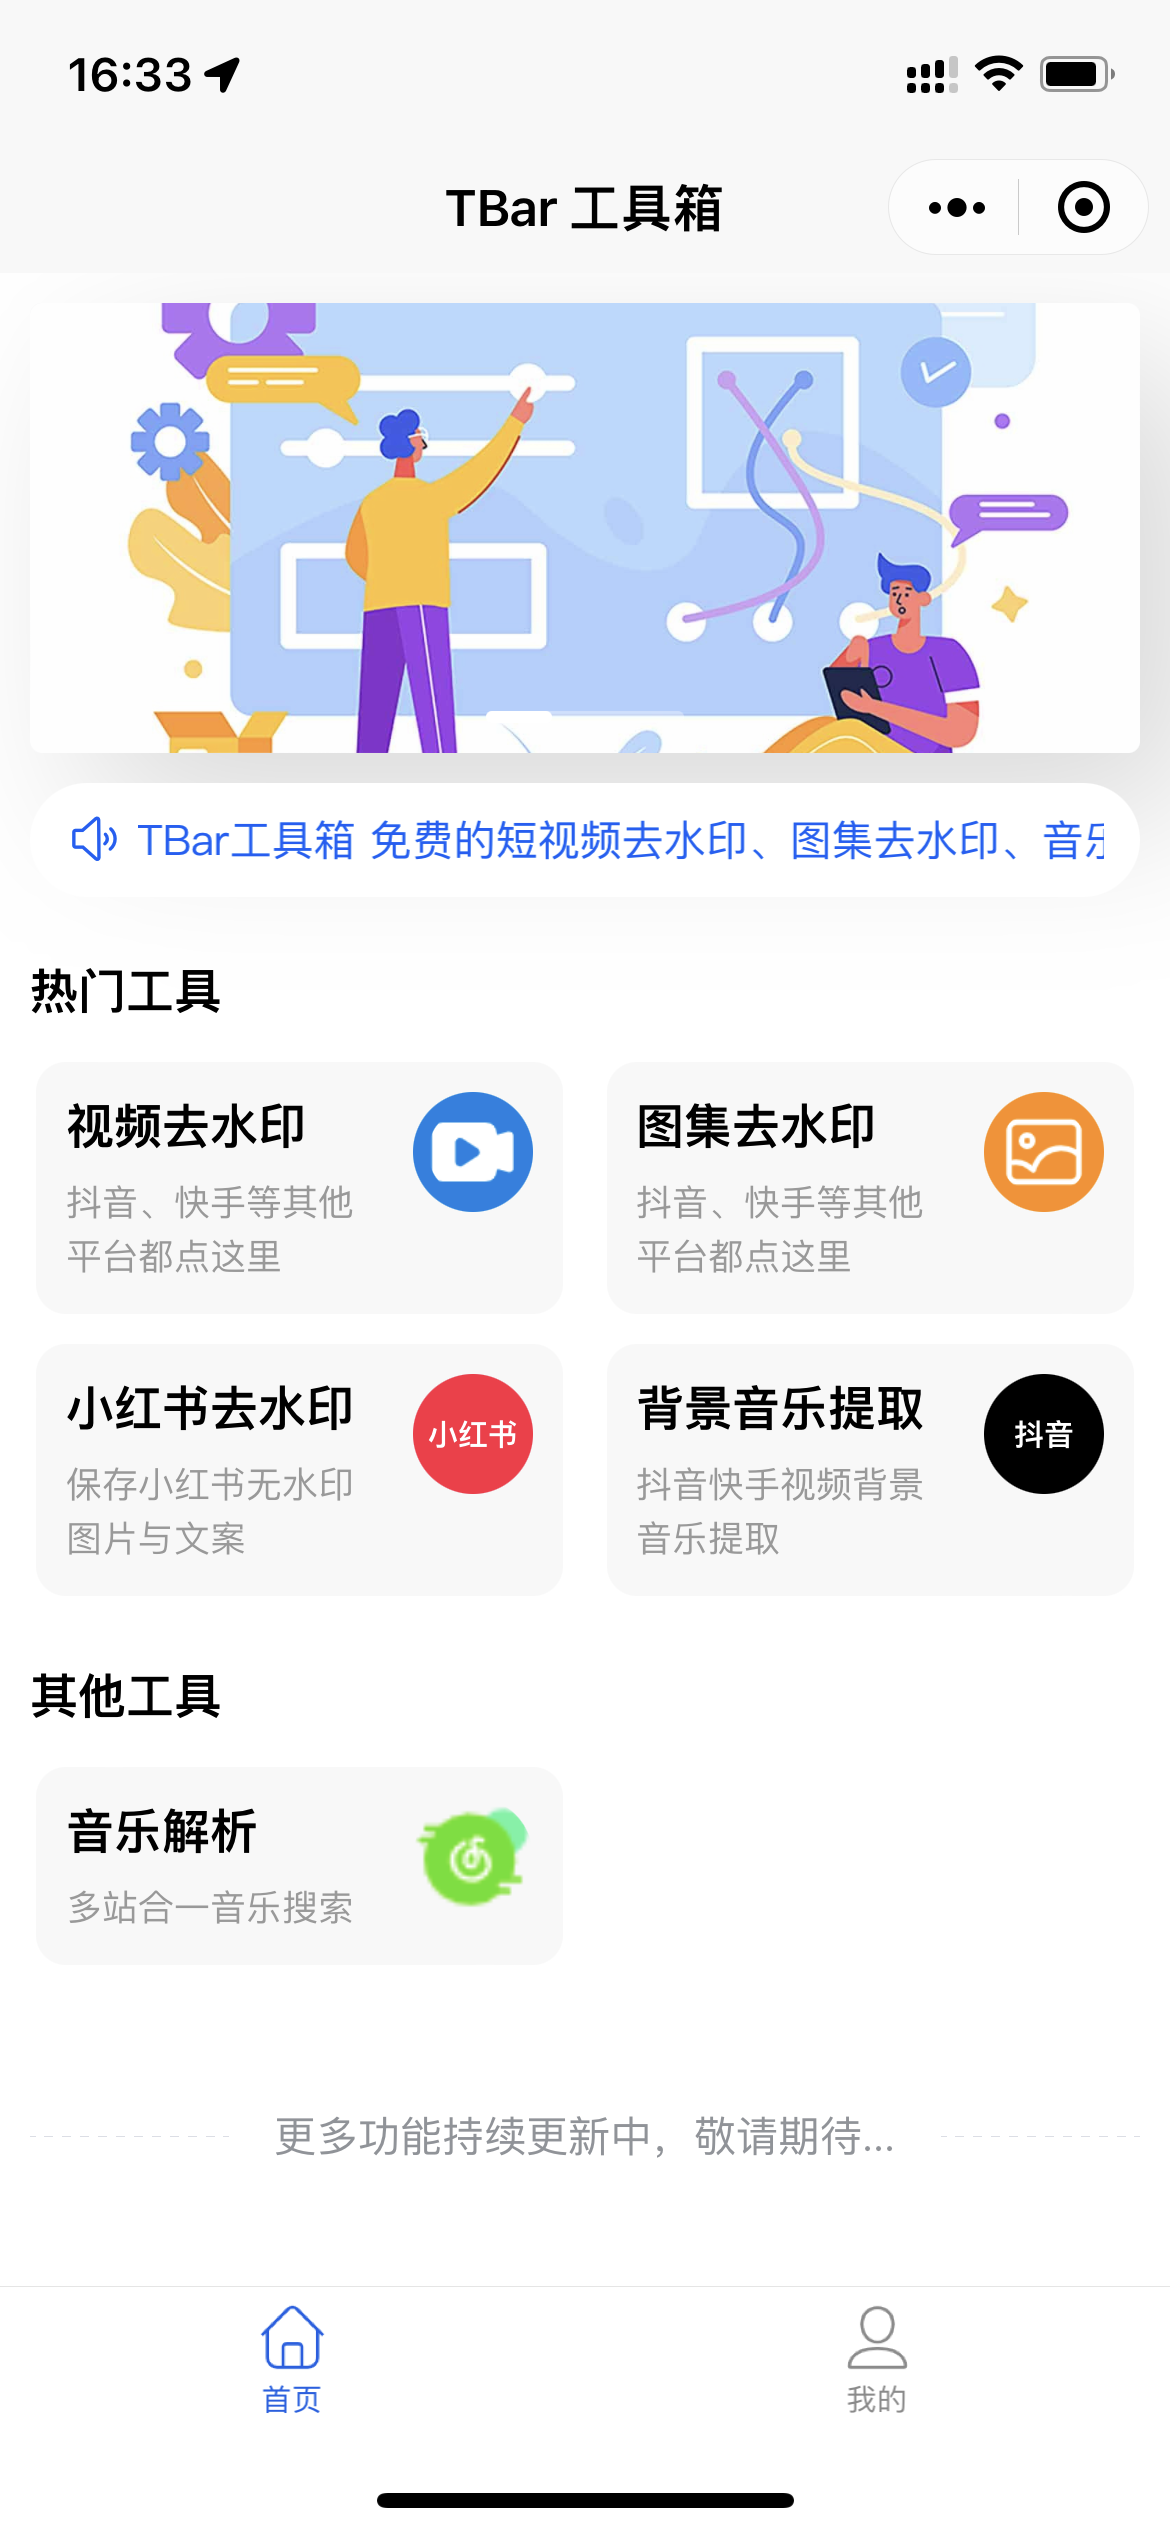 16:33
TBar 工具箱
TBar工具箱 免费的短视频去水印、图集去水印、音
热门工具
视频去水印
抖音、快手等其他
平台都点这里
图集去水印
抖音、快手等其他
平台都点这里
小红书去水印
保存小红书无水印
图片与文案
小红书
背景音乐提取
抖音快手视频背景
音乐提取
抖音
其他工具
音乐解析
多站合一音乐搜索
更多功能持续更新中，敬请期待...
首页
我的